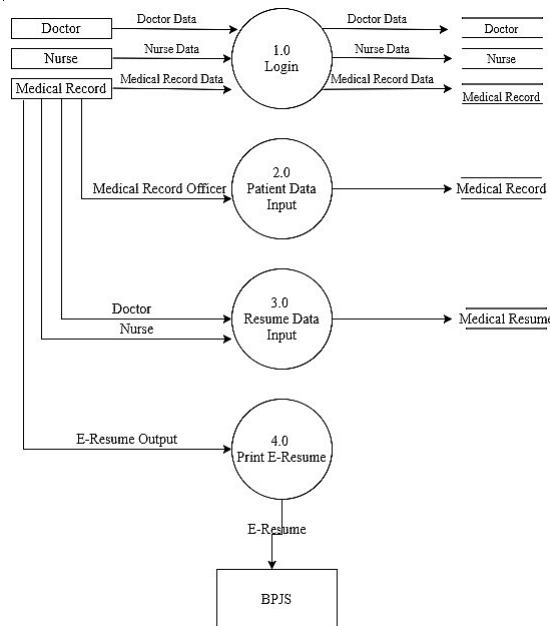 Doctor
Doctor Data
1.0
Login
Doctor Data
Doctor
Nurse
Nurse Data
Nurse Data
Nurse
Medical Record
Medical Record Data
Medical Record Data
Medical Record
Medical Record Officer
2.0
Patient Data
Input
Medical Record
Doctor
Nurse
3.0
Resume Data
Input
Medical Resume
E-Resume Output
4.0
Print E-Resume
E-Resume
BPJS